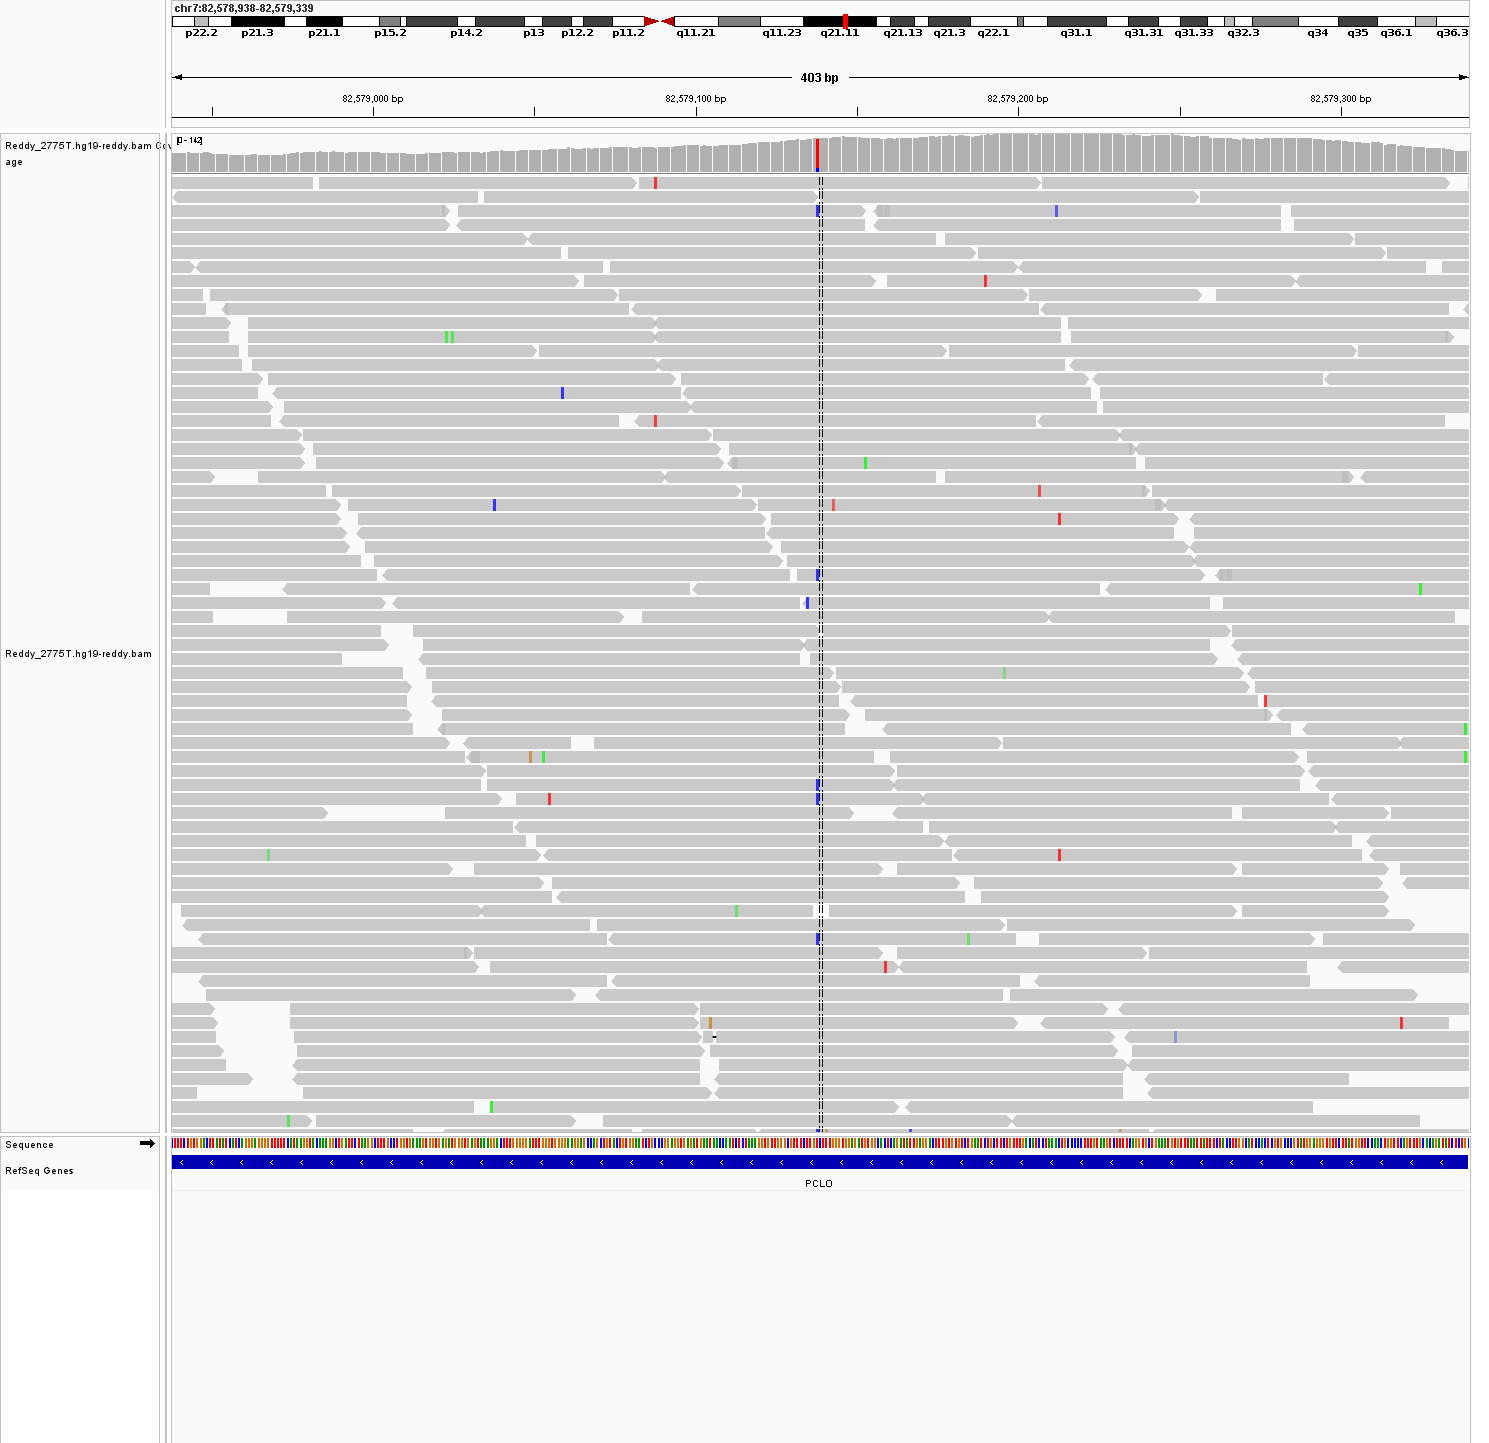 chr7:82,578,938-82,579,339
p22.2 p21.3 p21.1 p15.2 p14.2 p13 p12.2 p11.2 q11.21 q11.23 q21.11 q21.13 q21.3 q22.1 q31.1 q31.31 q31.33 q32.3 q34 q35 q36.1 q36.3
403 bp
82,579,000 bp 82,579,100 bp 82,579,200 bp 82,579,300 bp
Reddy_2775T.hg19-reddy.bam Cov
age
[0 - 142]
Reddy_2775T.hg19-reddy.bam
Sequence
RefSeq Genes
PCLO